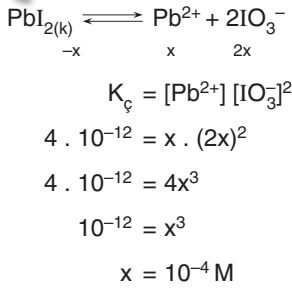 PbI₂₍ₖ₎ ⇌ Pb²⁺ + 2IO₃⁻
–x x 2x
K꜀̧ = [Pb²⁺] [IO₃⁻]²
4 . 10⁻¹² = x . (2x)²
4 . 10⁻¹² = 4x³
10⁻¹² = x³
x = 10⁻⁴ M